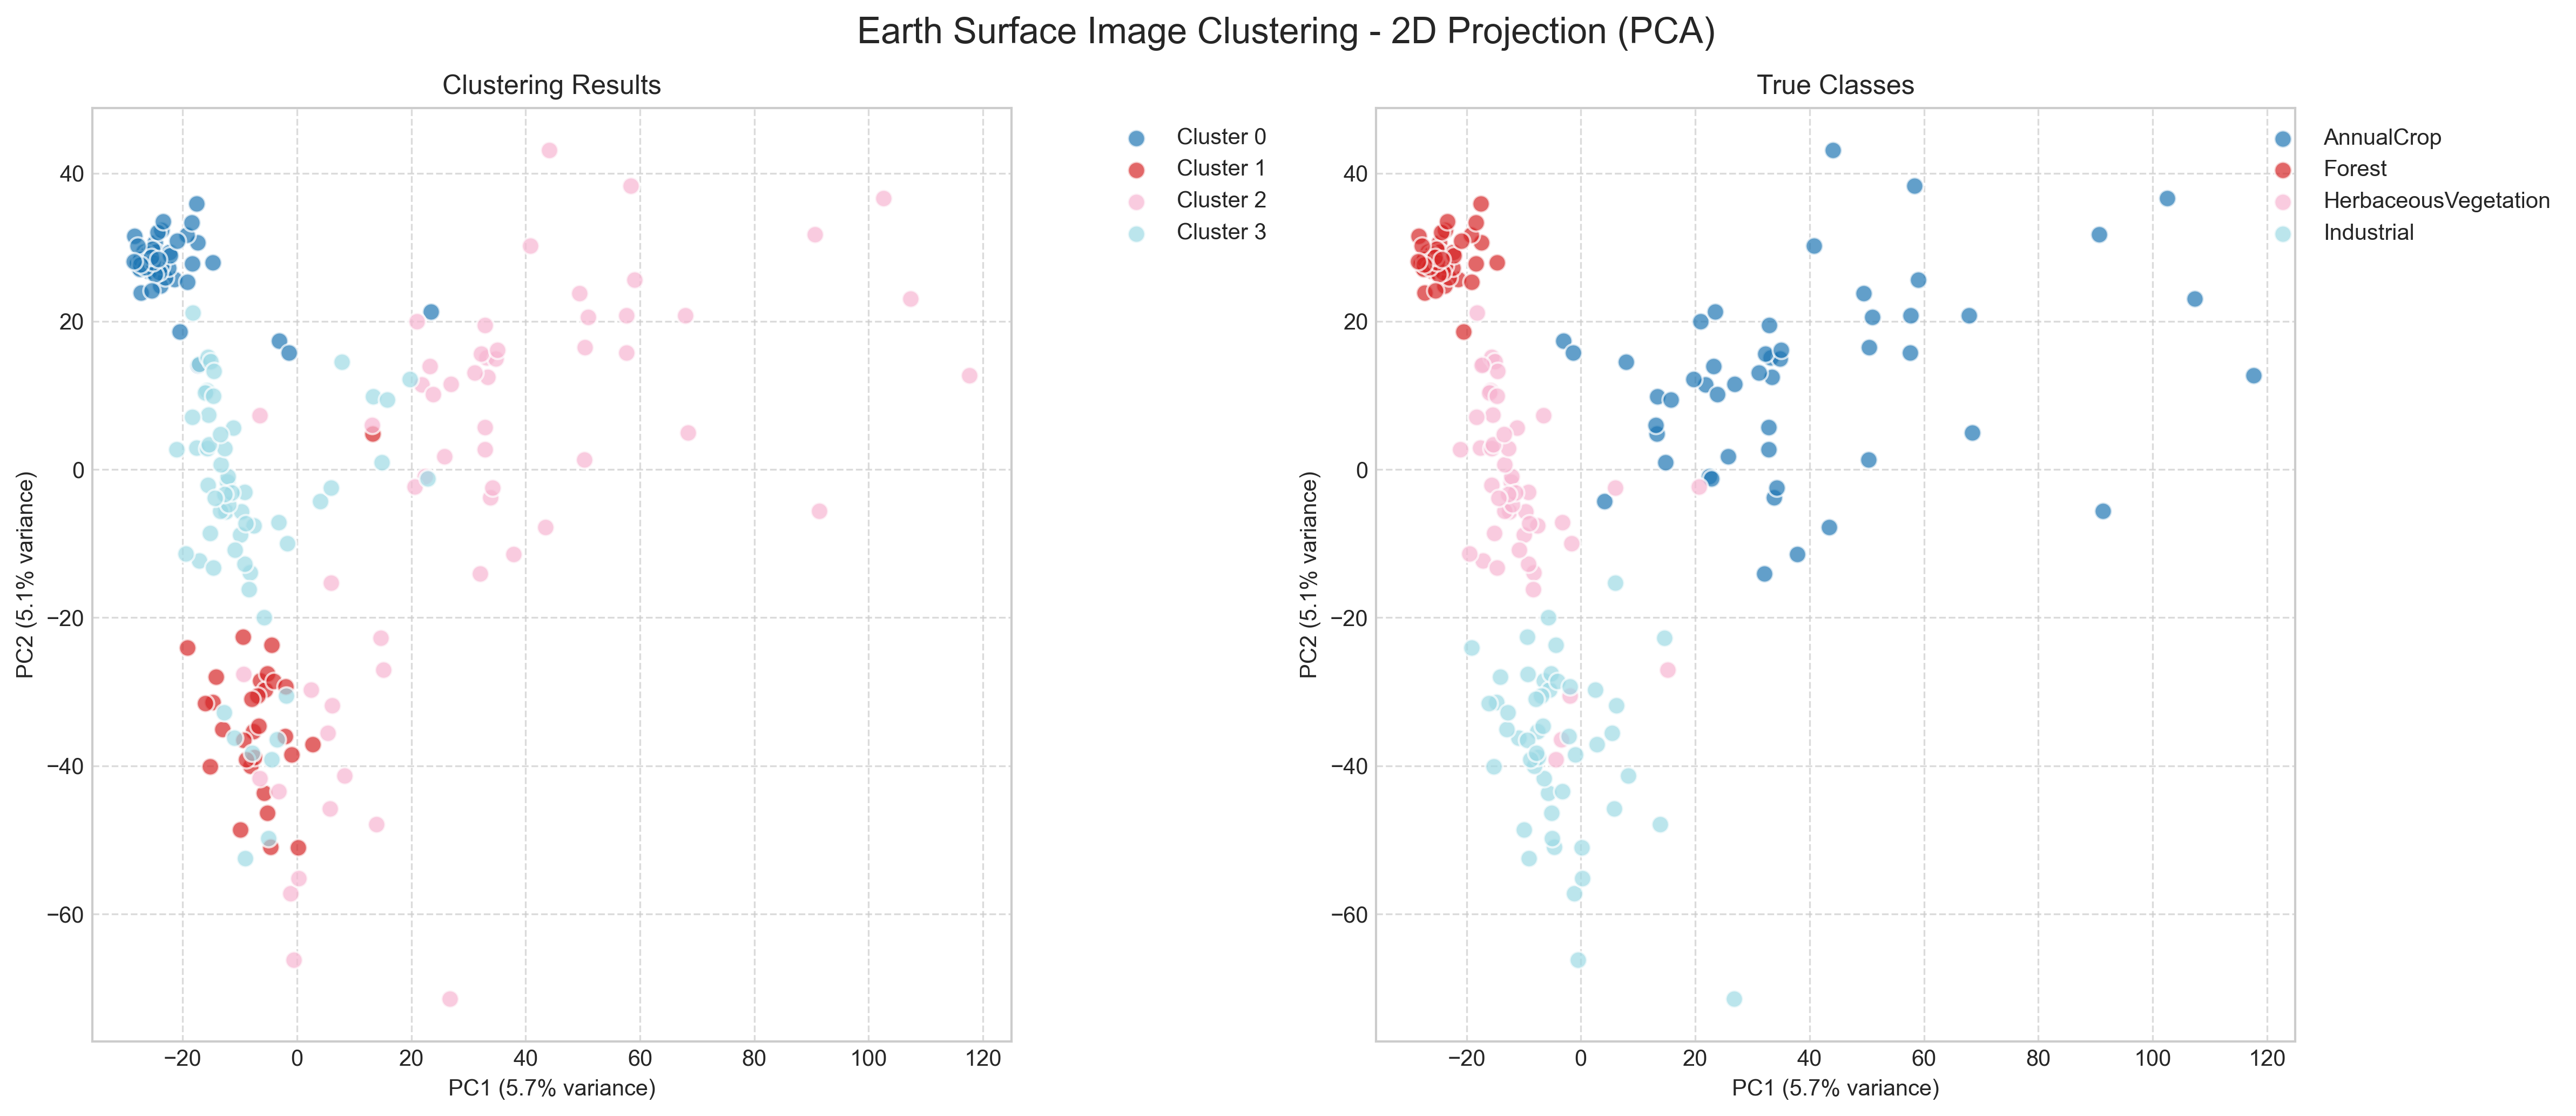 Earth Surface Image Clustering - 2D Projection (PCA)
Clustering Results
PC2 (5.1% variance)
40
20
0
−20
−40
−60
−20 0 20 40 60 80 100 120
PC1 (5.7% variance)
Cluster 0
Cluster 1
Cluster 2
Cluster 3
True Classes
PC2 (5.1% variance)
40
20
0
−20
−40
−60
−20 0 20 40 60 80 100 120
PC1 (5.7% variance)
AnnualCrop
Forest
HerbaceousVegetation
Industrial